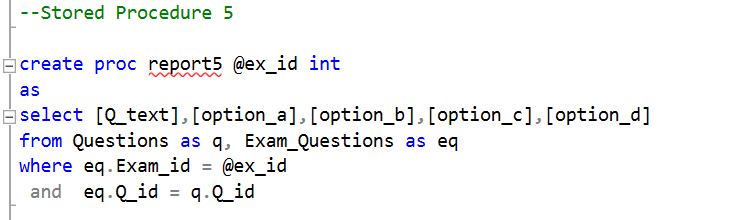 --Stored Procedure 5
create proc report5 @ex_id int
as
select [Q_text],[option_a],[option_b],[option_c],[option_d]
from Questions as q, Exam_Questions as eq
where eq.Exam_id = @ex_id
and  eq.Q_id = q.Q_id